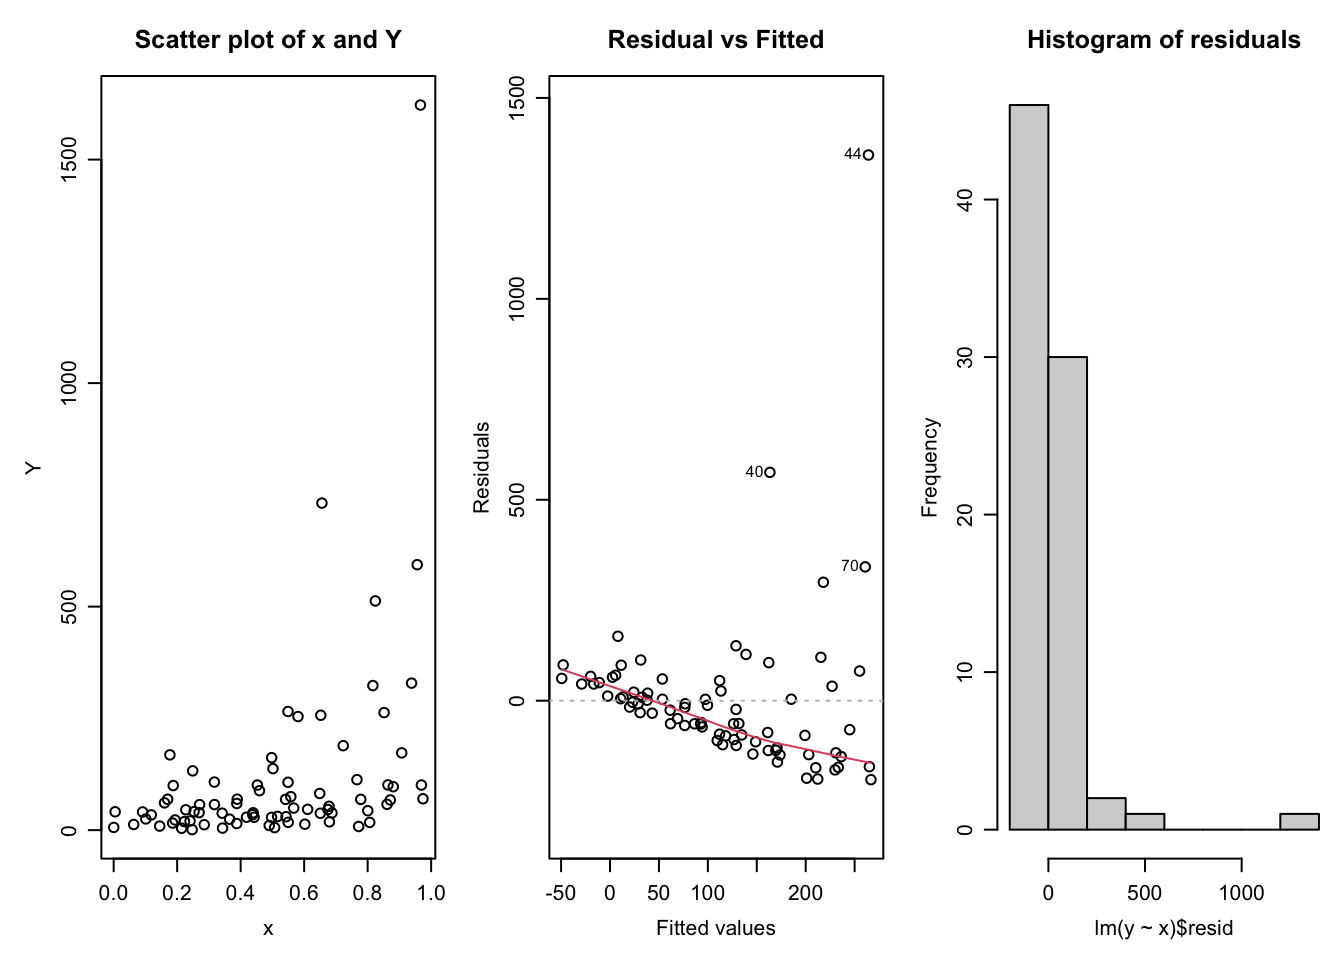 Scatter plot of x and Y
Y
0
500
1000
1500
0.0 0.2 0.4 0.6 0.8 1.0
x
Residual vs Fitted
Residuals
0
500
1000
1500
44
40
70
-50 0 50 100 200
Fitted values
Histogram of residuals
Frequency
0
10
20
30
40
0 500 1000
lm(y ~ x)$resid